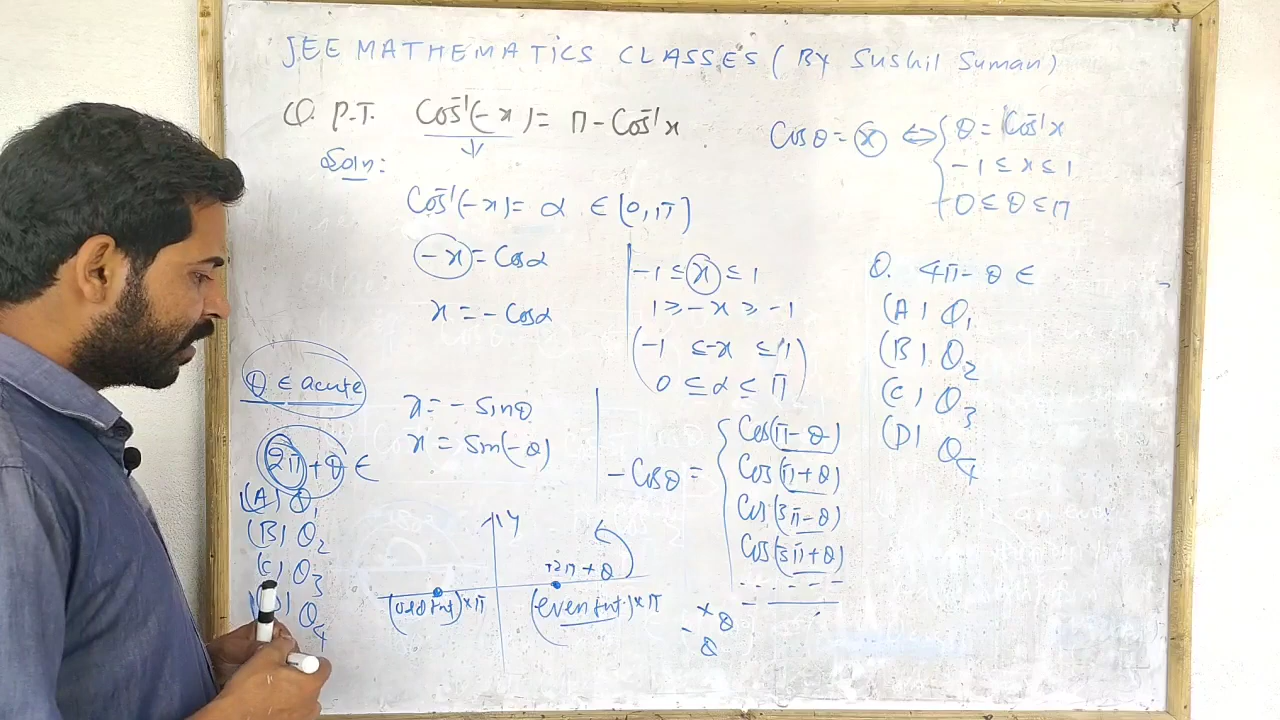 JEE MATHEMATICS CLASSES (By Sushil Suman)
Q. P.T. Cos⁻¹(-x) = π - Cos⁻¹x
Soln:
Cos⁻¹(-x) = α ∈ [0, π]
-x = Cosα
x = -Cosα
-1 ≤ x ≤ 1
1 ≥ -x ≥ -1
-1 ≤ -x ≤ 1
0 ≤ α ≤ π
Cosθ = x ⇔ { θ = Cos⁻¹x
-1 ≤ x ≤ 1
0 ≤ θ ≤ π
Q. 4π - θ ∈
(A) Q₁
(B) Q₂
(C) Q₃
(D) Q₄
θ ∈ acute
2π + θ ∈
(A) Q₁
(B) Q₂
(C) Q₃
(D) Q₄
x = -Sinθ
x = Sin(-θ)
-Cosθ = { Cos(π-θ)
Cos(π+θ)
Cos(3π-θ)
Cos(3π+θ)
y
+2π+θ
(odd int) × π
(even int.) × π
+θ
-θ